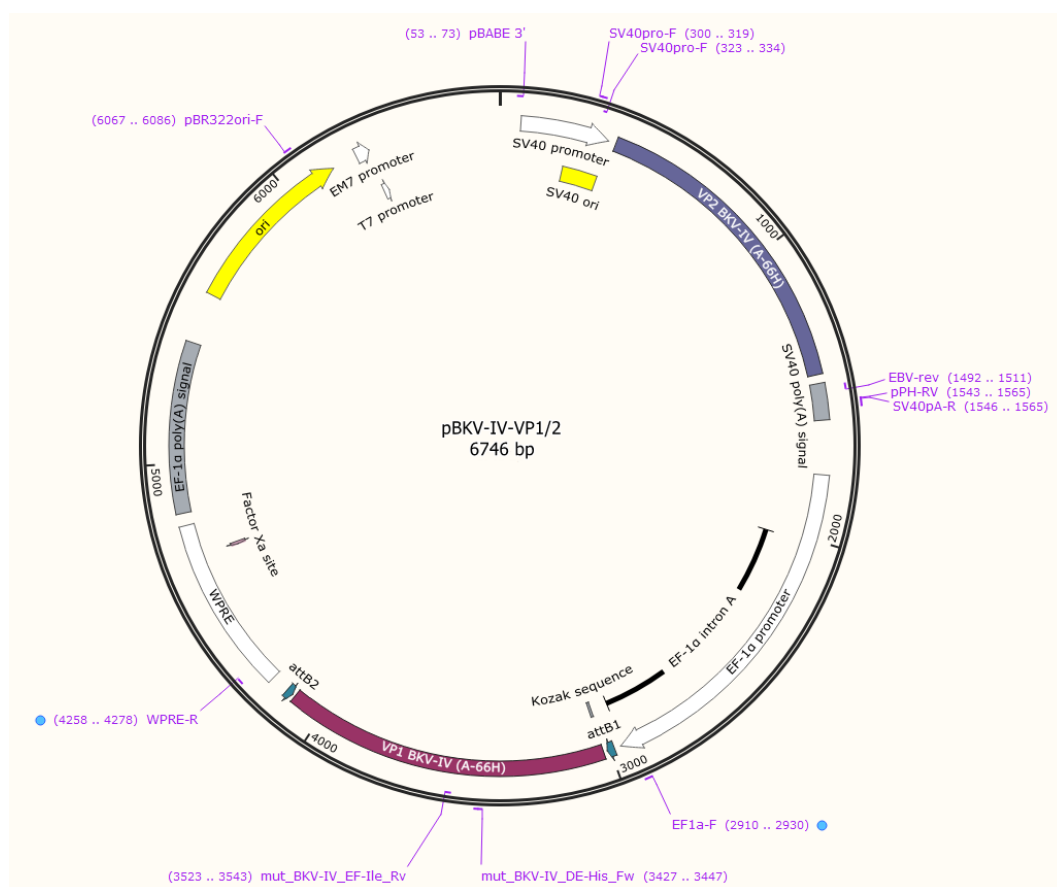 (53 .. 73) pBABE 3'
SV40pro-F (300 .. 319)
SV40pro-F (323 .. 334)
(6067 .. 6086) pBR322ori-F
EM7 promoter
T7 promoter
SV40 promoter
SV40 ori
VP2 BKV-IV (A-66H)
1000
6000
ori
SV40 poly(A) signal
EBV-rev (1492 .. 1511)
pPH-RV (1543 .. 1565)
SV40pA-R (1546 .. 1565)
pBKV-IV-VP1/2
6746 bp
EF-1α poly(A) signal
5000
2000
Factor Xa site
WPRE
EF-1α promoter
EF-1α intron A
Kozak sequence
attB2
attB1
(4258 .. 4278) WPRE-R
4000
VP1 BKV-IV (A-66H)
3000
EF1a-F (2910 .. 2930)
(3523 .. 3543) mut_BKV-IV_EF-Ile_Rv
mut_BKV-IV_DE-His_Fw (3427 .. 3447)